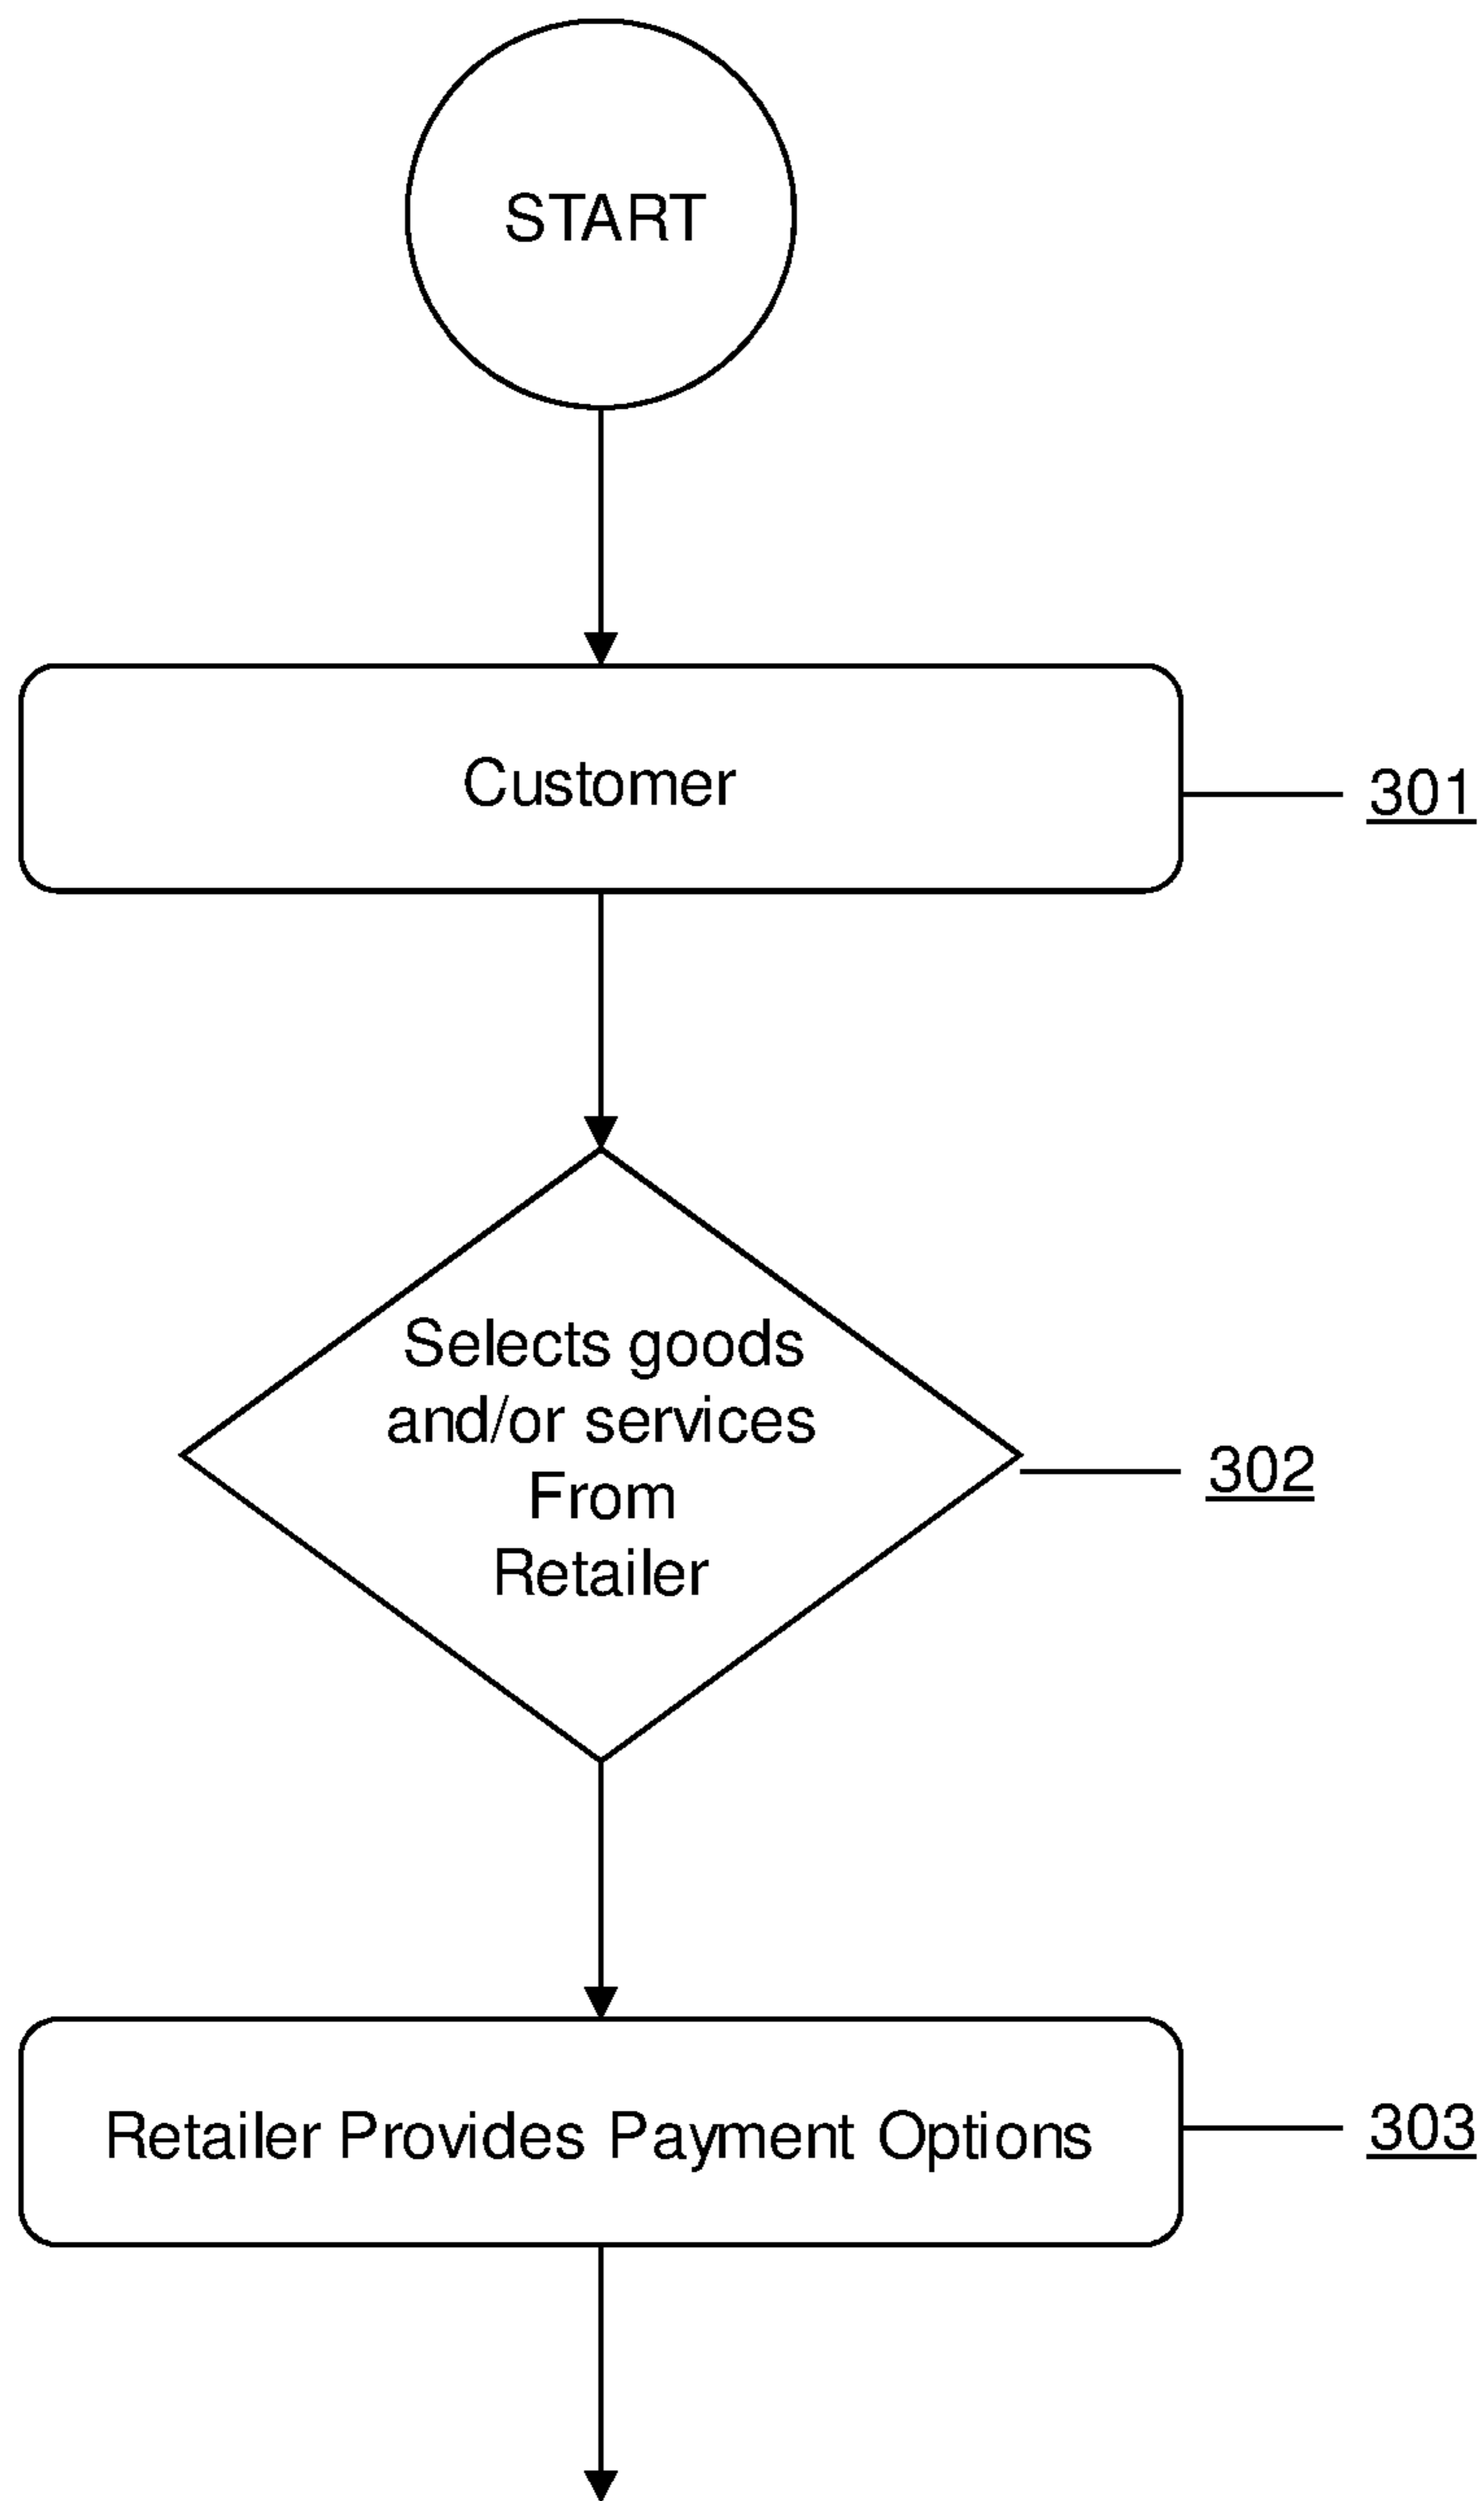 START
Customer
301
Selects goods
and/or services
From
Retailer
302
Retailer Provides Payment Options
303